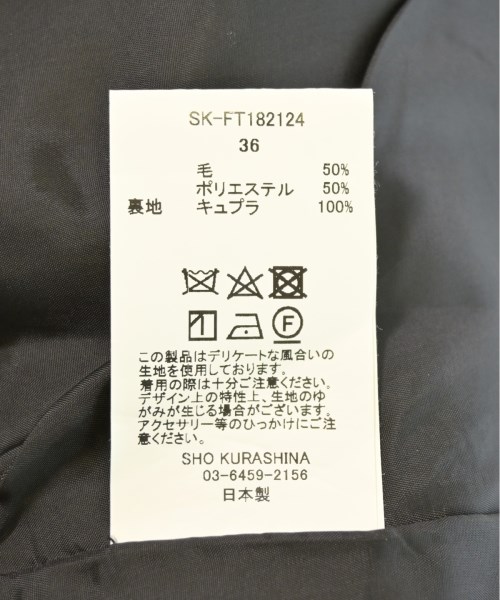 SK-FT182124
36
毛 50%
ポリエステル 50%
裏地 キュプラ 100%
F
この製品はデリケートな風合いの
生地を使用しております。
着用の際は十分ご注意ください。
デザイン上の特性上、生地のゆ
がみが生じる場合がございます。
アクセサリー等のひっかけにご注
意ください。
SHO KURASHINA
03-6459-2156
日本製